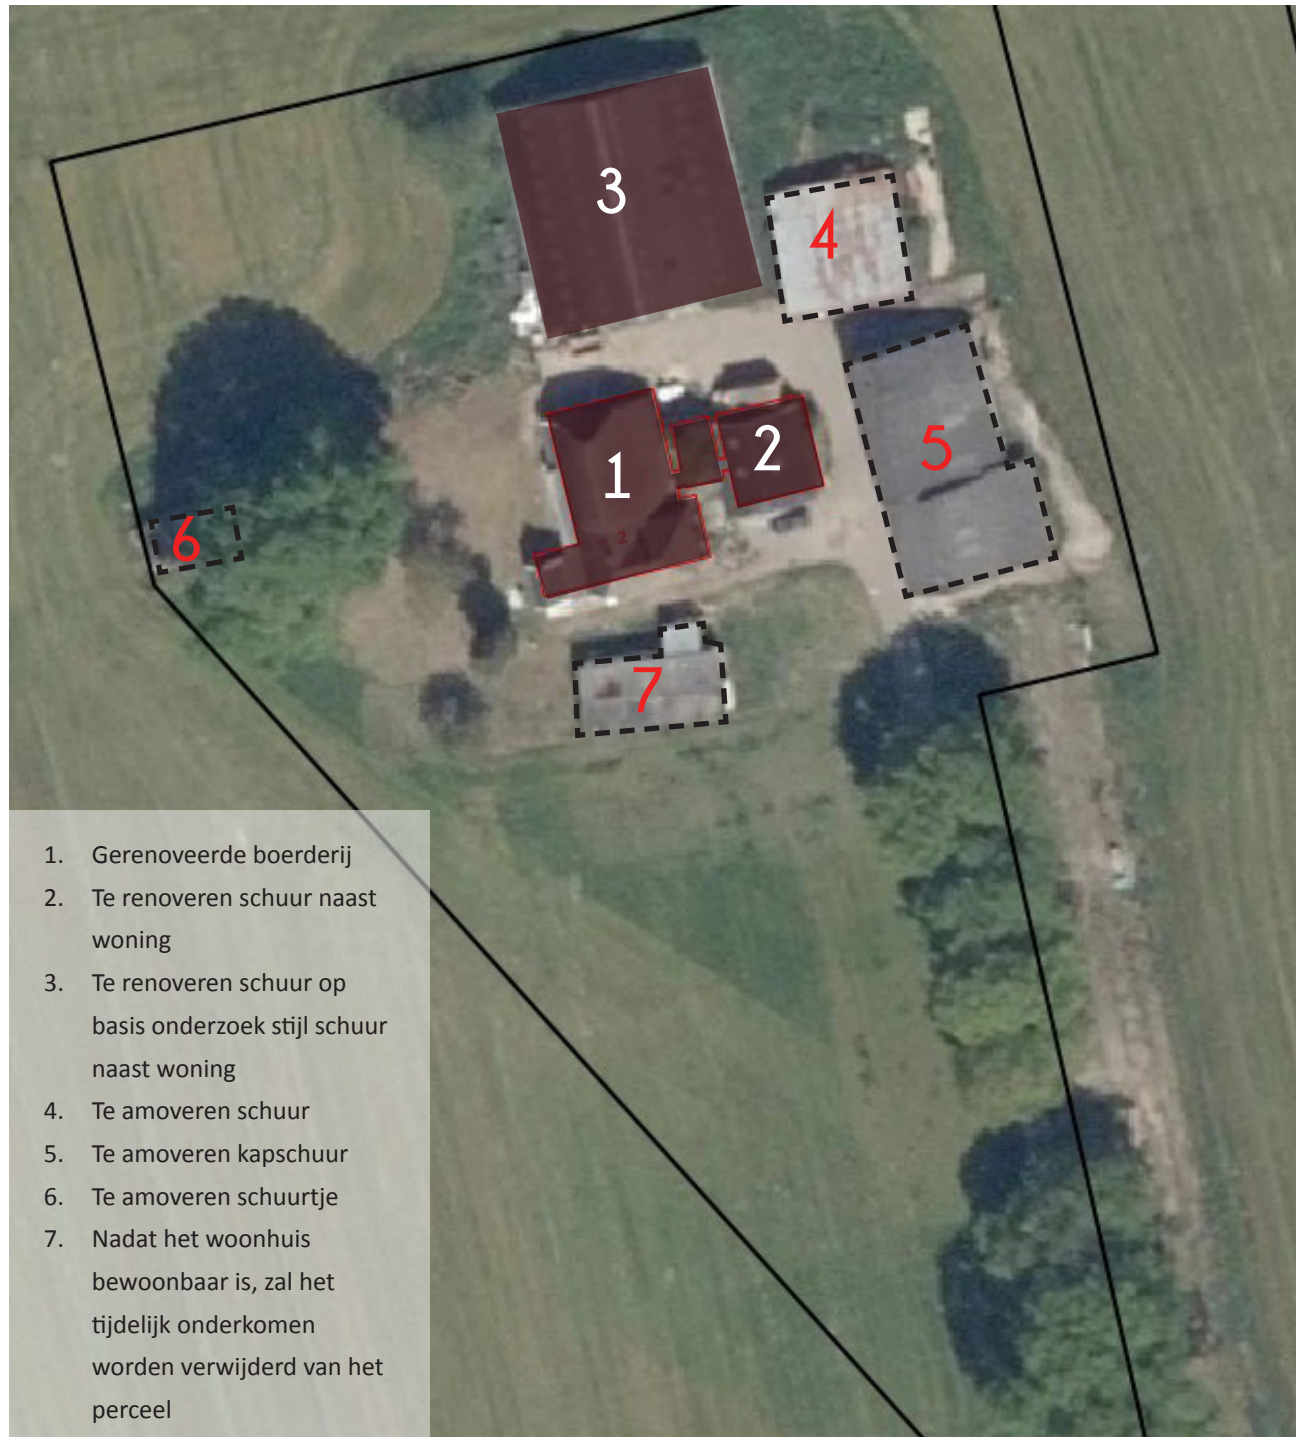 3
4
5
1
2
2
6
7
1. Gerenoveerde boerderij
2. Te renoveren schuur naast
woning
3. Te renoveren schuur op
basis onderzoek stijl schuur
naast woning
4. Te amoveren schuur
5. Te amoveren kapschuur
6. Te amoveren schuurtje
7. Nadat het woonhuis
bewoonbaar is, zal het
tijdelijk onderkomen
worden verwijderd van het
perceel